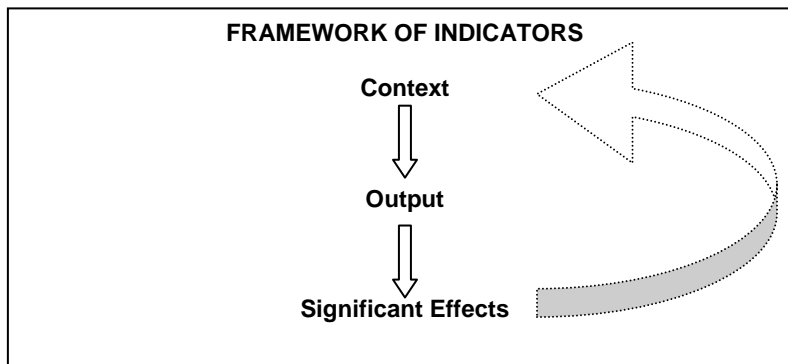 FRAMEWORK OF INDICATORS
Context
Output
Significant Effects